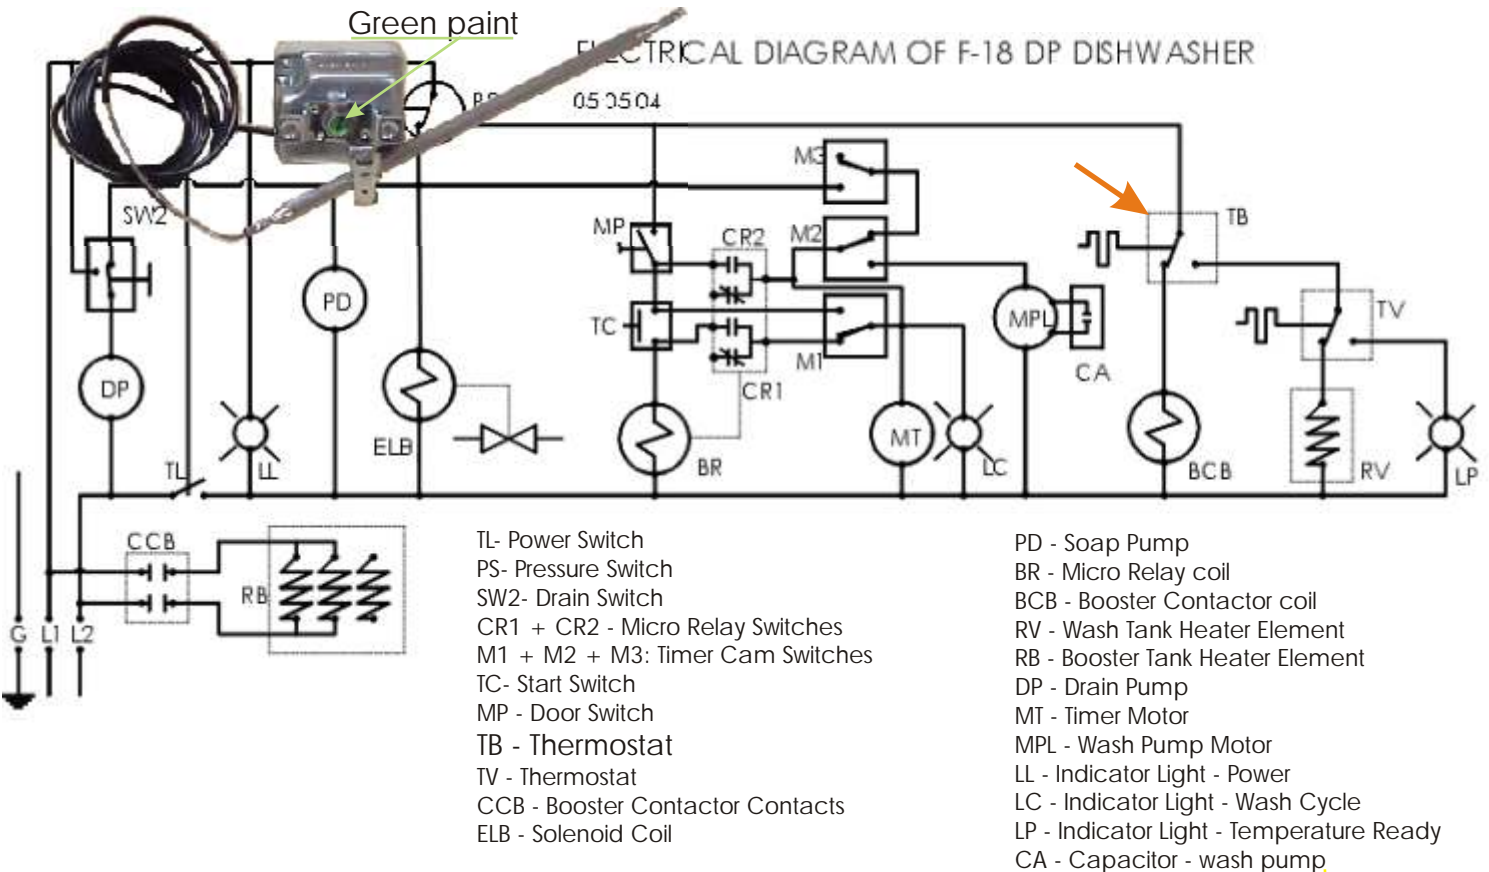 Green paint
ELECTRICAL DIAGRAM OF F-18 DP DISHWASHER
05 05 04
M3
SW2
MP
CR2
M2
TB
PD
TC
MPL
TV
M1
CA
DP
CR1
ELB
MT
TL
LL
BR
LC
BCB
RV
LP
CCB
RB
G L1 L2
TL- Power Switch
PS- Pressure Switch
SW2- Drain Switch
CR1 + CR2 - Micro Relay Switches
M1 + M2 + M3: Timer Cam Switches
TC- Start Switch
MP - Door Switch
TB - Thermostat
TV - Thermostat
CCB - Booster Contactor Contacts
ELB - Solenoid Coil
PD - Soap Pump
BR - Micro Relay coil
BCB - Booster Contactor coil
RV - Wash Tank Heater Element
RB - Booster Tank Heater Element
DP - Drain Pump
MT - Timer Motor
MPL - Wash Pump Motor
LL - Indicator Light - Power
LC - Indicator Light - Wash Cycle
LP - Indicator Light - Temperature Ready
CA - Capacitor - wash pump